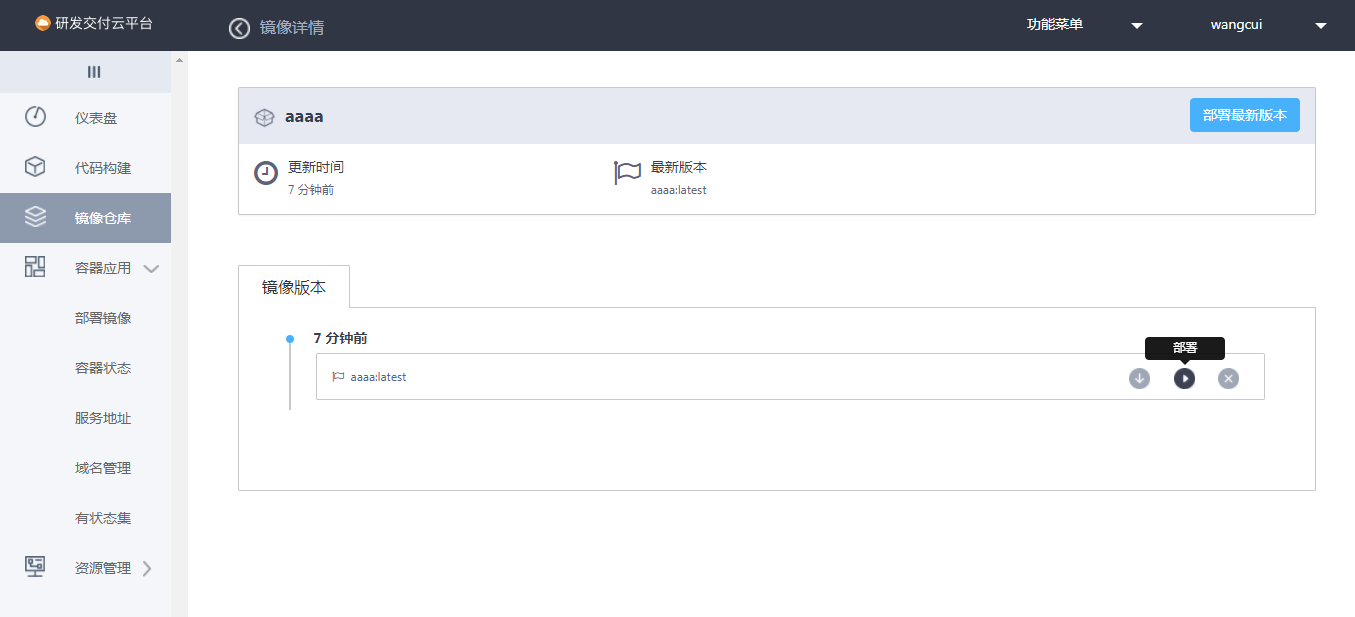 研发交付云平台
镜像详情
功能菜单
wangcui
仪表盘
代码构建
镜像仓库
容器应用
部署镜像
容器状态
服务地址
域名管理
有状态集
资源管理
aaaa
部署最新版本
更新时间
7 分钟前
最新版本
aaaa:latest
镜像版本
7 分钟前
部署
aaaa:latest